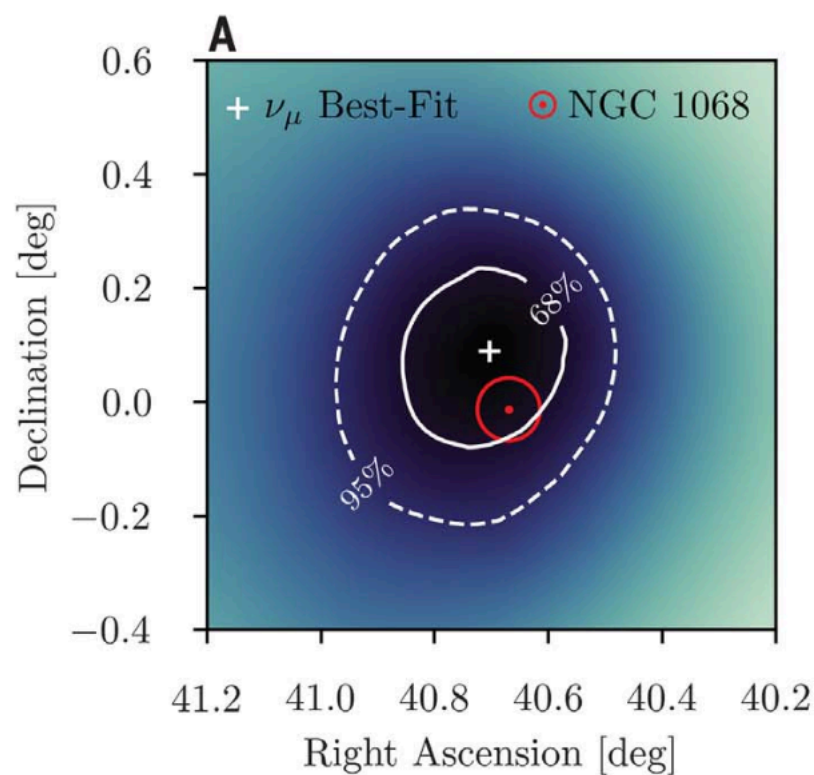 A
0.6
0.4
0.2
0.0
−0.2
−0.4
Declination [deg]
+ νμ Best-Fit
NGC 1068
68%
95%
41.2 41.0 40.8 40.6 40.4 40.2
Right Ascension [deg]